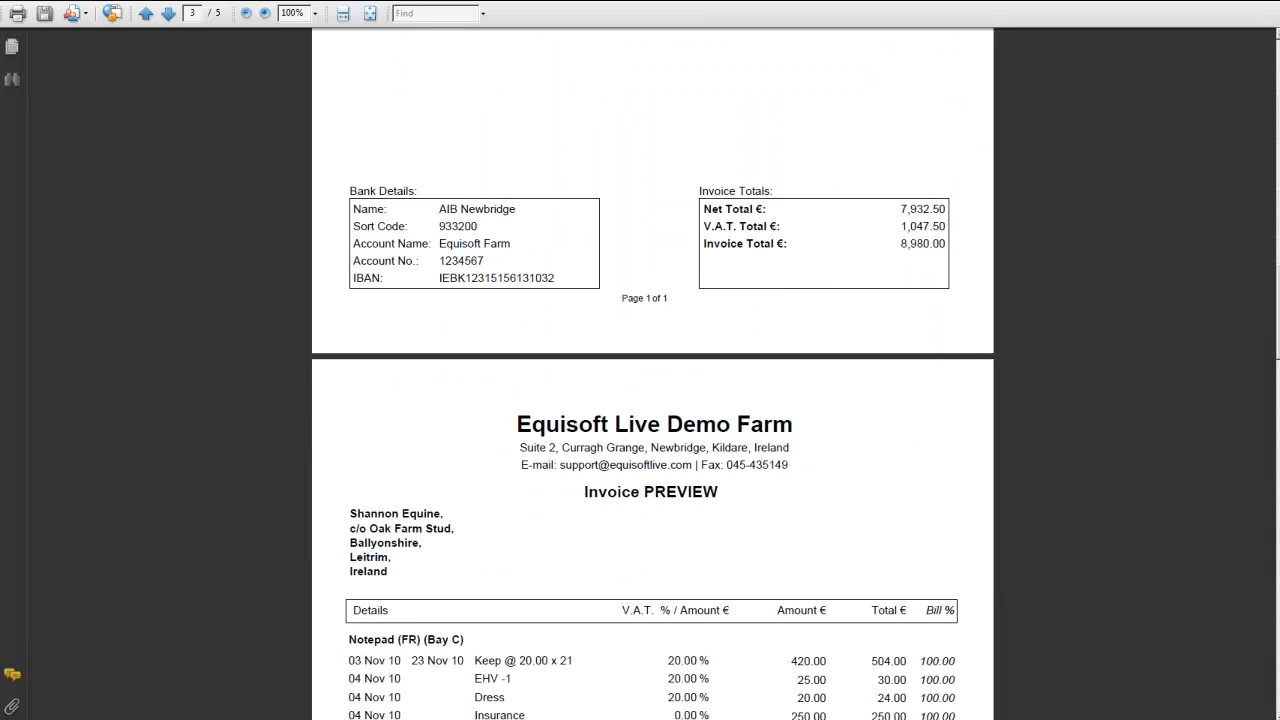 3 / 5 100% Find
Bank Details:
Name: AIB Newbridge
Sort Code: 933200
Account Name: Equisoft Farm
Account No.: 1234567
IBAN: IEBK12315156131032
Invoice Totals:
Net Total €: 7,932.50
V.A.T. Total €: 1,047.50
Invoice Total €: 8,980.00
Page 1 of 1
Equisoft Live Demo Farm
Suite 2, Curragh Grange, Newbridge, Kildare, Ireland
E-mail: support@equisoftlive.com | Fax: 045-435149
Invoice PREVIEW
Shannon Equine,
c/o Oak Farm Stud,
Ballyonshire,
Leitrim,
Ireland
Details V.A.T. % / Amount € Amount € Total € Bill %
Notepad (FR) (Bay C)
03 Nov 10 23 Nov 10 Keep @ 20.00 x 21 20.00 % 420.00 504.00 100.00
04 Nov 10 EHV -1 20.00 % 25.00 30.00 100.00
04 Nov 10 Dress 20.00 % 20.00 24.00 100.00
04 Nov 10 Insurance 0.00 % 250.00 250.00 100.00